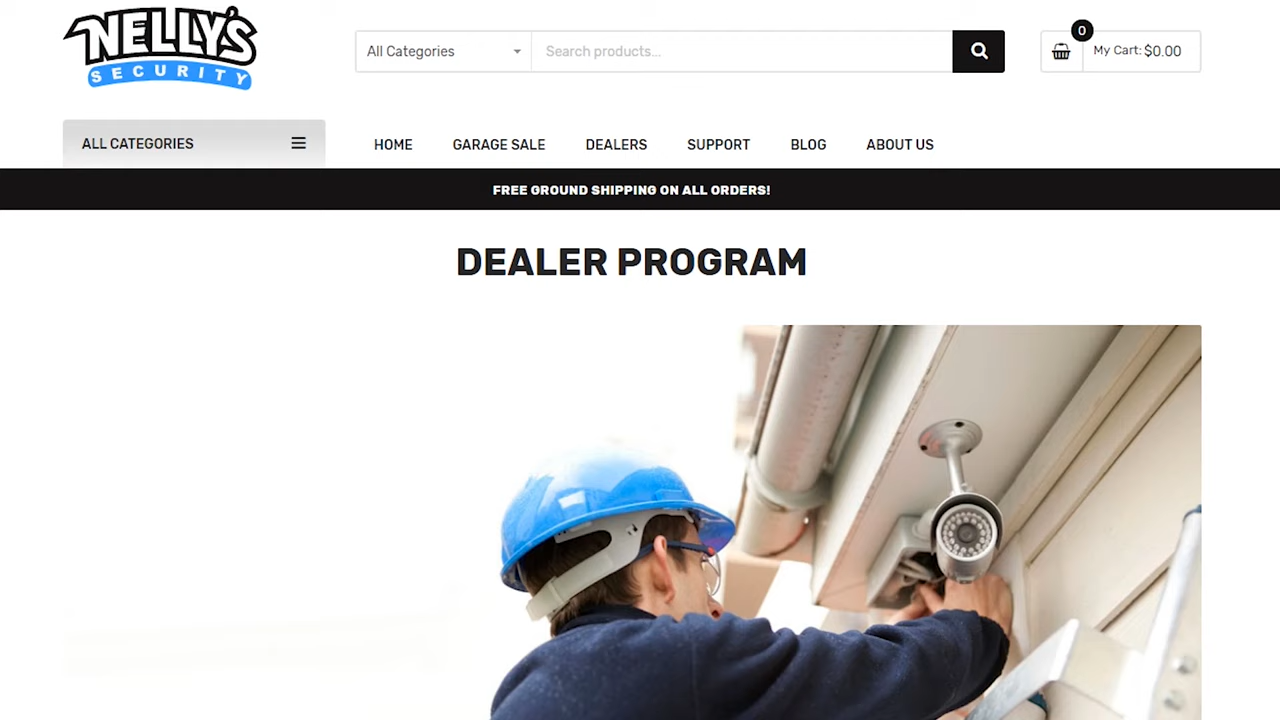 NELLY'S
SECURITY
All Categories
Search products...
0
My Cart: $0.00
ALL CATEGORIES
HOME
GARAGE SALE
DEALERS
SUPPORT
BLOG
ABOUT US
FREE GROUND SHIPPING ON ALL ORDERS!
DEALER PROGRAM